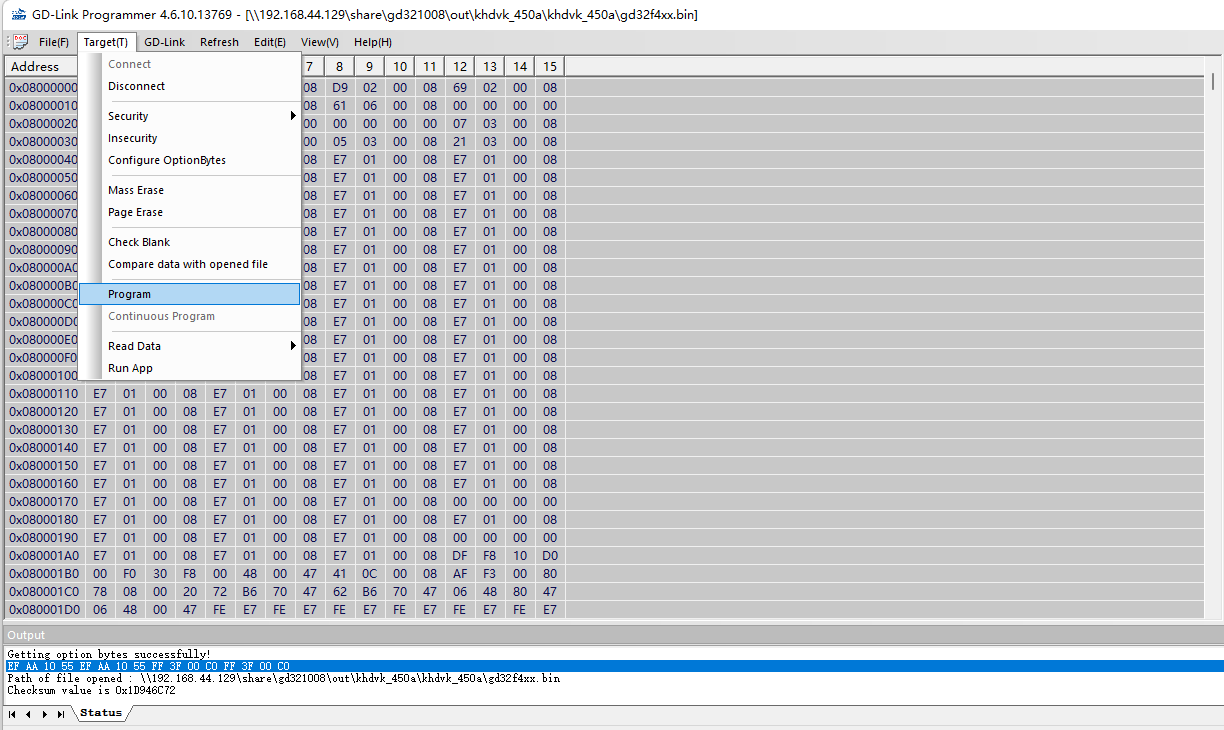 GD-Link Programmer 4.6.10.13769 - [\\192.168.44.129\share\gd321008\out\khdvk_450a\khdvk_450a\gd32f4xx.bin]
File(F) Target(T) GD-Link Refresh Edit(E) View(V) Help(H)
Address 7 8 9 10 11 12 13 14 15
Connect
Disconnect
Security
Insecurity
Configure OptionBytes
Mass Erase
Page Erase
Check Blank
Compare data with opened file
Program
Continuous Program
Read Data
Run App
0x08000000 08 D9 02 00 08 69 02 00 08
0x08000010 08 61 06 00 08 00 00 00 00
0x08000020 00 00 00 00 00 07 03 00 08
0x08000030 00 05 03 00 08 21 03 00 08
0x08000040 08 E7 01 00 08 E7 01 00 08
0x08000050 08 E7 01 00 08 E7 01 00 08
0x08000060 08 E7 01 00 08 E7 01 00 08
0x08000070 08 E7 01 00 08 E7 01 00 08
0x08000080 08 E7 01 00 08 E7 01 00 08
0x08000090 08 E7 01 00 08 E7 01 00 08
0x080000A0 08 E7 01 00 08 E7 01 00 08
0x080000B0 08 E7 01 00 08 E7 01 00 08
0x080000C0 08 E7 01 00 08 E7 01 00 08
0x080000D0 08 E7 01 00 08 E7 01 00 08
0x080000E0 08 E7 01 00 08 E7 01 00 08
0x080000F0 08 E7 01 00 08 E7 01 00 08
0x08000100 08 E7 01 00 08 E7 01 00 08
0x08000110 E7 01 00 08 E7 01 00 08 E7 01 00 08 E7 01 00 08
0x08000120 E7 01 00 08 E7 01 00 08 E7 01 00 08 E7 01 00 08
0x08000130 E7 01 00 08 E7 01 00 08 E7 01 00 08 E7 01 00 08
0x08000140 E7 01 00 08 E7 01 00 08 E7 01 00 08 E7 01 00 08
0x08000150 E7 01 00 08 E7 01 00 08 E7 01 00 08 E7 01 00 08
0x08000160 E7 01 00 08 E7 01 00 08 E7 01 00 08 E7 01 00 08
0x08000170 E7 01 00 08 E7 01 00 08 E7 01 00 08 00 00 00 00
0x08000180 E7 01 00 08 E7 01 00 08 E7 01 00 08 E7 01 00 08
0x08000190 E7 01 00 08 E7 01 00 08 E7 01 00 08 00 00 00 00
0x080001A0 E7 01 00 08 E7 01 00 08 E7 01 00 08 DF F8 10 D0
0x080001B0 00 F0 30 F8 00 48 00 47 41 0C 00 08 AF F3 00 80
0x080001C0 78 08 00 20 72 B6 70 47 62 B6 70 47 06 48 80 47
0x080001D0 06 48 00 47 FE E7 FE E7 FE E7 FE E7 FE E7 FE E7
Output
Getting option bytes successfully!
EF AA 10 55 EF AA 10 55 FF 3F 00 C0 FF 3F 00 C0
Path of file opened : \\192.168.44.129\share\gd321008\out\khdvk_450a\khdvk_450a\gd32f4xx.bin
Checksum value is 0x1D946C72
Status